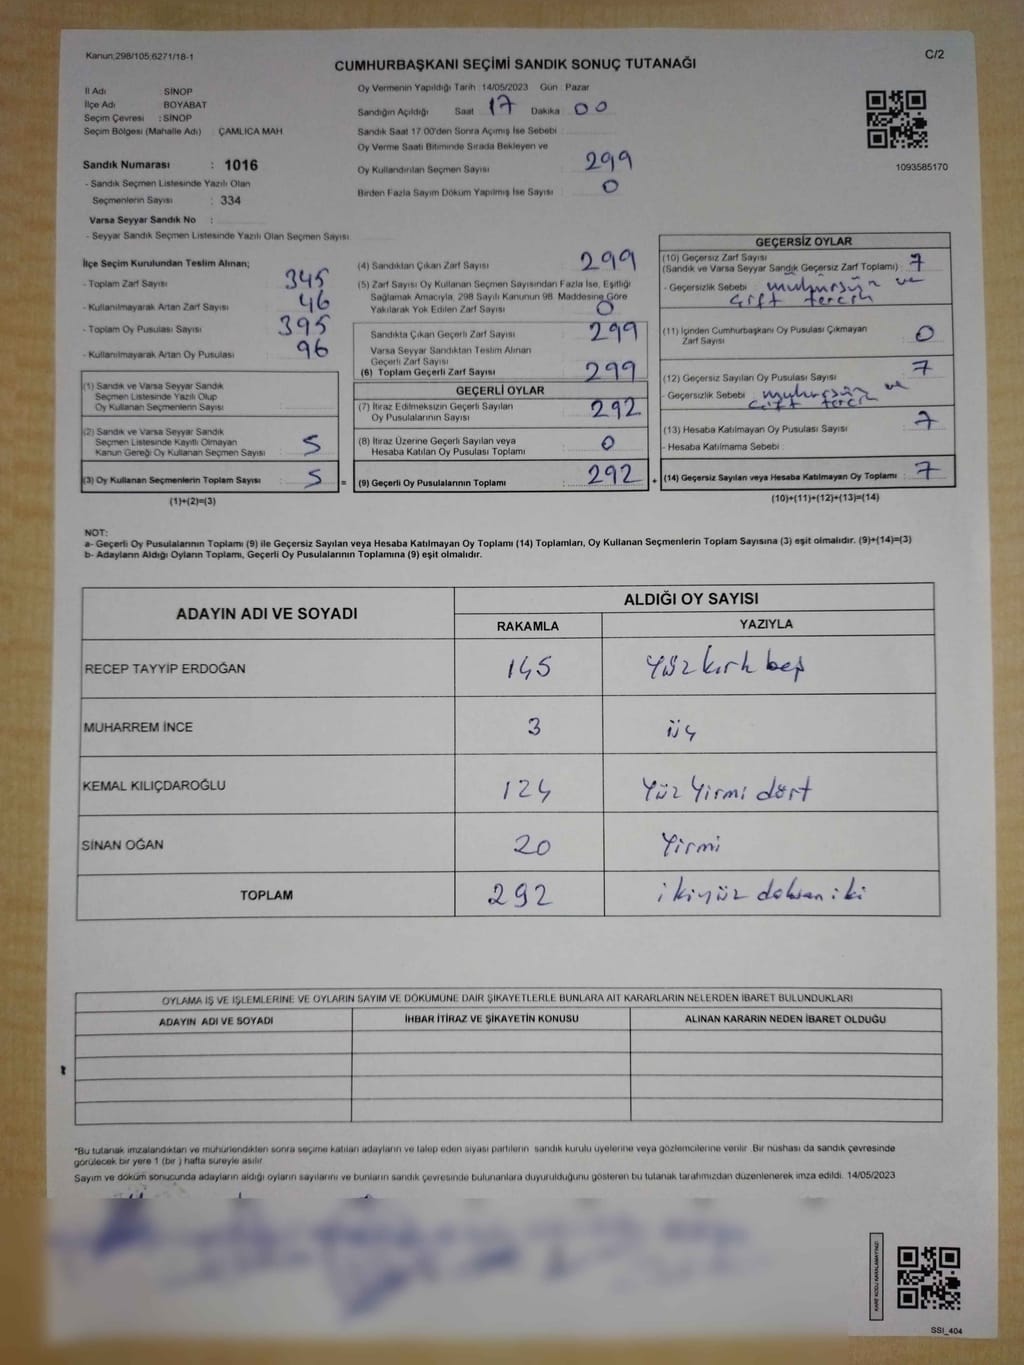 Kanun;298/105;6271/18-1
C/2
CUMHURBAŞKANI SEÇİMİ SANDIK SONUÇ TUTANAĞI
İl Adı : SİNOP
İlçe Adı : BOYABAT
Seçim Çevresi : SİNOP
Seçim Bölgesi (Mahalle Adı) : ÇAMLICA MAH
Sandık Numarası : 1016
- Sandık Seçmen Listesinde Yazılı Olan
Seçmenlerin Sayısı : 334
Varsa Seyyar Sandık No :
- Seyyar Sandık Seçmen Listesinde Yazılı Olan Seçmen Sayısı
Oy Vermenin Yapıldığı Tarih 14/05/2023 Gün Pazar
Sandığın Açıldığı Saat 17 Dakika 00
Sandık Saat 17:00'den Sonra Açımış İse Sebebi
Oy Verme Saati Bitiminde Sırada Bekleyen ve
Oy Kullandırılan Seçmen Sayısı 299
Birden Fazla Sayım Döküm Yapılmış İse Sayısı 0
1093585170
İlçe Seçim Kurulundan Teslim Alınan;
- Toplam Zarf Sayısı 345
- Kullanılmayarak Artan Zarf Sayısı 46
- Toplam Oy Pusulası Sayısı 395
- Kullanılmayarak Artan Oy Pusulası 96
(1) Sandık ve Varsa Seyyar Sandık
Seçmen Listesinde Yazılı Olup
Oy Kullanan Seçmenlerin Sayısı
(2) Sandık ve Varsa Seyyar Sandık
Seçmen Listesinde Kayıtlı Olmayan
Kanun Gereği Oy Kullanan Seçmen Sayısı 5
(3) Oy Kullanan Seçmenlerin Toplam Sayısı : 5 =
(1)+(2)=(3)
(4) Sandıktan Çıkan Zarf Sayısı 299
(5) Zarf Sayısı Oy Kullanan Seçmen Sayısından Fazla İse, Eşitliği
Sağlamak Amacıyla, 298 Sayılı Kanunun 98. Maddesine Göre
Yakılarak Yok Edilen Zarf Sayısı 0
Sandıkta Çıkan Geçerli Zarf Sayısı 299
Varsa Seyyar Sandıktan Teslim Alınan
Geçerli Zarf Sayısı
(6) Toplam Geçerli Zarf Sayısı 299
GEÇERLİ OYLAR
(7) İtiraz Edilmeksizin Geçerli Sayılan
Oy Pusulalarının Sayısı 292
(8) İtiraz Üzerine Geçerli Sayılan veya
Hesaba Katılan Oy Pusulası Toplamı 0
(9) Geçerli Oy Pusulalarının Toplamı 292 +
GEÇERSİZ OYLAR
(10) Geçersiz Zarf Sayısı
(Sandık ve Varsa Seyyar Sandık Geçersiz Zarf Toplamı) 7
- Geçersizlik Sebebi mühürsüz ve
çift tercih
(11) İçinden Cumhurbaşkanı Oy Pusulası Çıkmayan
Zarf Sayısı 0
(12) Geçersiz Sayılan Oy Pusulası Sayısı 7
- Geçersizlik Sebebi mühürsüz ve
çift tercih
(13) Hesaba Katılmayan Oy Pusulası Sayısı 7
- Hesaba Katılmama Sebebi
(14) Geçersiz Sayılan veya Hesaba Katılmayan Oy Toplamı : 7
(10)+(11)+(12)+(13)=(14)
NOT:
a- Geçerli Oy Pusulalarının Toplamı (9) ile Geçersiz Sayılan veya Hesaba Katılmayan Oy Toplamı (14) Toplamları, Oy Kullanan Seçmenlerin Toplam Sayısına (3) eşit olmalıdır. (9)+(14)=(3)
b- Adayların Aldığı Oyların Toplamı, Geçerli Oy Pusulalarının Toplamına (9) eşit olmalıdır.
ADAYIN ADI VE SOYADI ALDIĞI OY SAYISI
RAKAMLA YAZIYLA
RECEP TAYYİP ERDOĞAN 145 Yüz kırk beş
MUHARREM İNCE 3 üç
KEMAL KILIÇDAROĞLU 124 Yüz Yirmi dört
SİNAN OĞAN 20 Yirmi
TOPLAM 292 ikiyüz doksan iki
OYLAMA İŞ VE İŞLEMLERİNE VE OYLARIN SAYIM VE DÖKÜMÜNE DAİR ŞİKAYETLERLE BUNLARA AİT KARARLARIN NELERDEN İBARET BULUNDUKLARI
ADAYIN ADI VE SOYADI İHBAR İTİRAZ VE ŞİKAYETİN KONUSU ALINAN KARARIN NEDEN İBARET OLDUĞU
*Bu tutanak imzalandıktan ve mühürlendikten sonra seçime katılan adayların ve talep eden siyasi partilerin sandık kurulu üyelerine veya gözlemcilerine verilir. Bir nüshası da sandık çevresinde
görülecek bir yere 1 (bir ) hafta süreyle asılır
Sayım ve döküm sonucunda adayların aldığı oyların sayılarını ve bunların sandık çevresinde bulunanlara duyurulduğunu gösteren bu tutanak tarafımızdan düzenlenerek imza edildi. 14/05/2023
KARE KODU KARALAMAYINIZ!
SSI_404